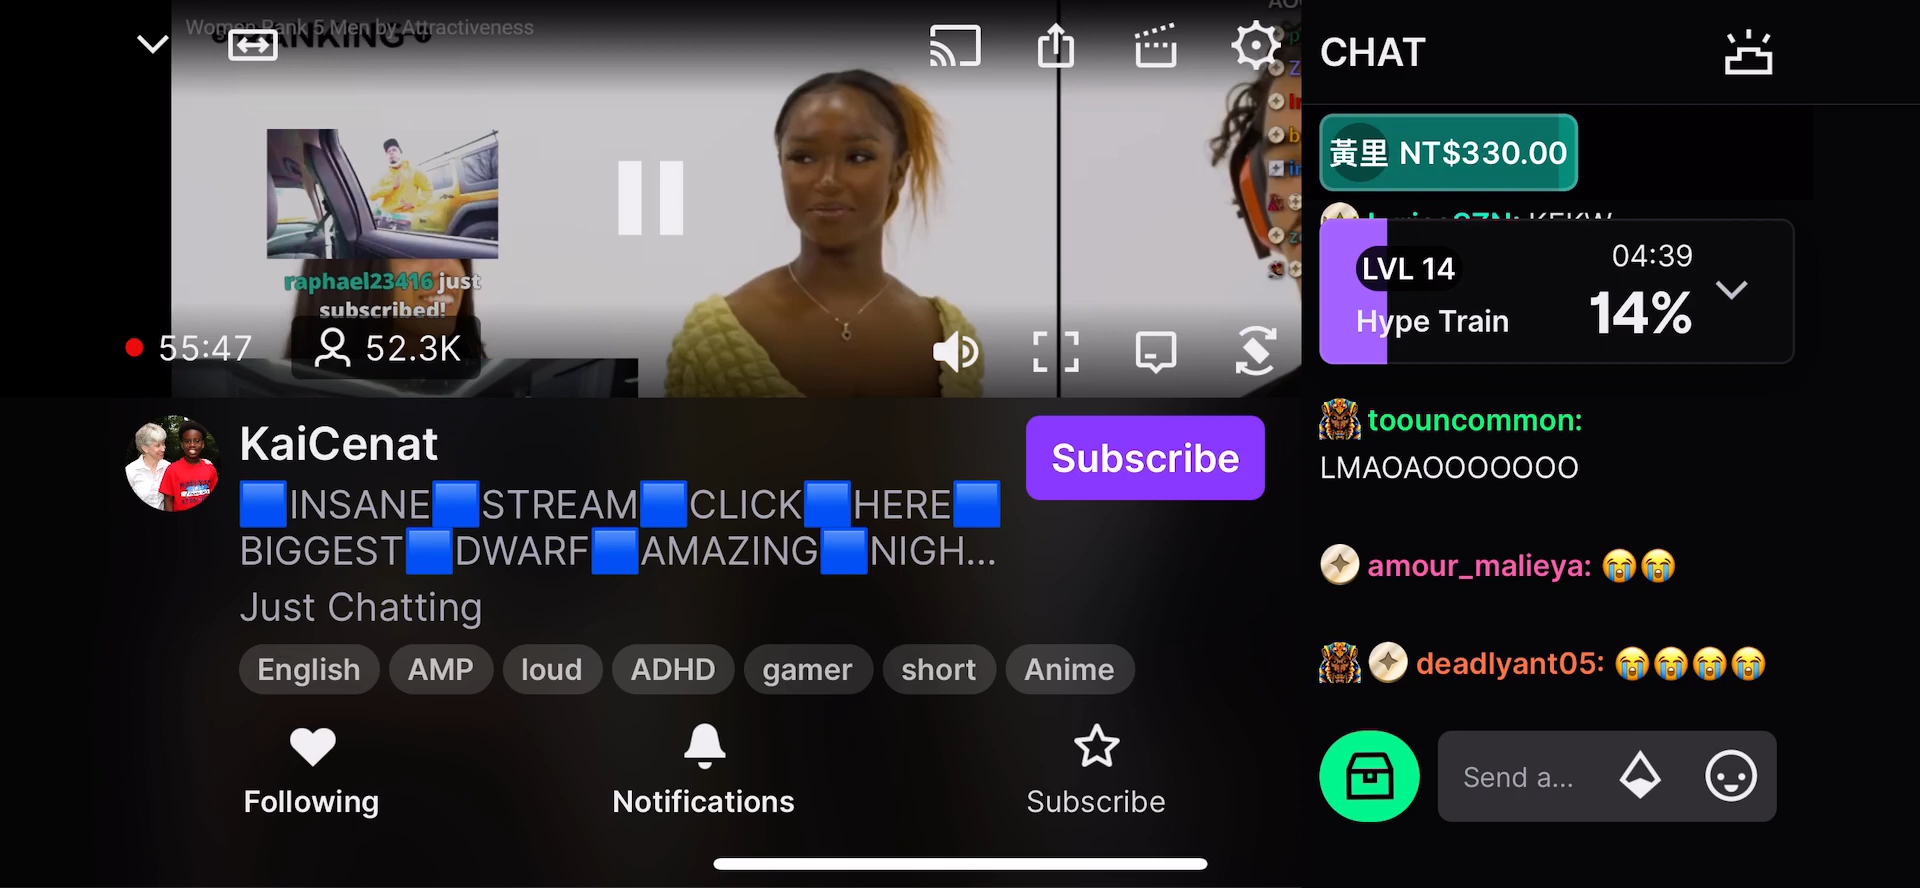 Women Rank 5 Men by Attractiveness
RANKING
raphael23416 just
subscribed!
55:47
52.3K
KaiCenat
Subscribe
🟦INSANE🟦STREAM🟦CLICK🟦HERE🟦
BIGGEST🟦DWARF🟦AMAZING🟦NIGH...
Just Chatting
English
AMP
loud
ADHD
gamer
short
Anime
Following
Notifications
Subscribe
CHAT
黃里 NT$330.00
KEKW
LVL 14
04:39
Hype Train
14%
toouncommon:
LMAOAOOOOOOO
amour_malieya: 😭😭
deadlyant05: 😭😭😭😭
Send a...